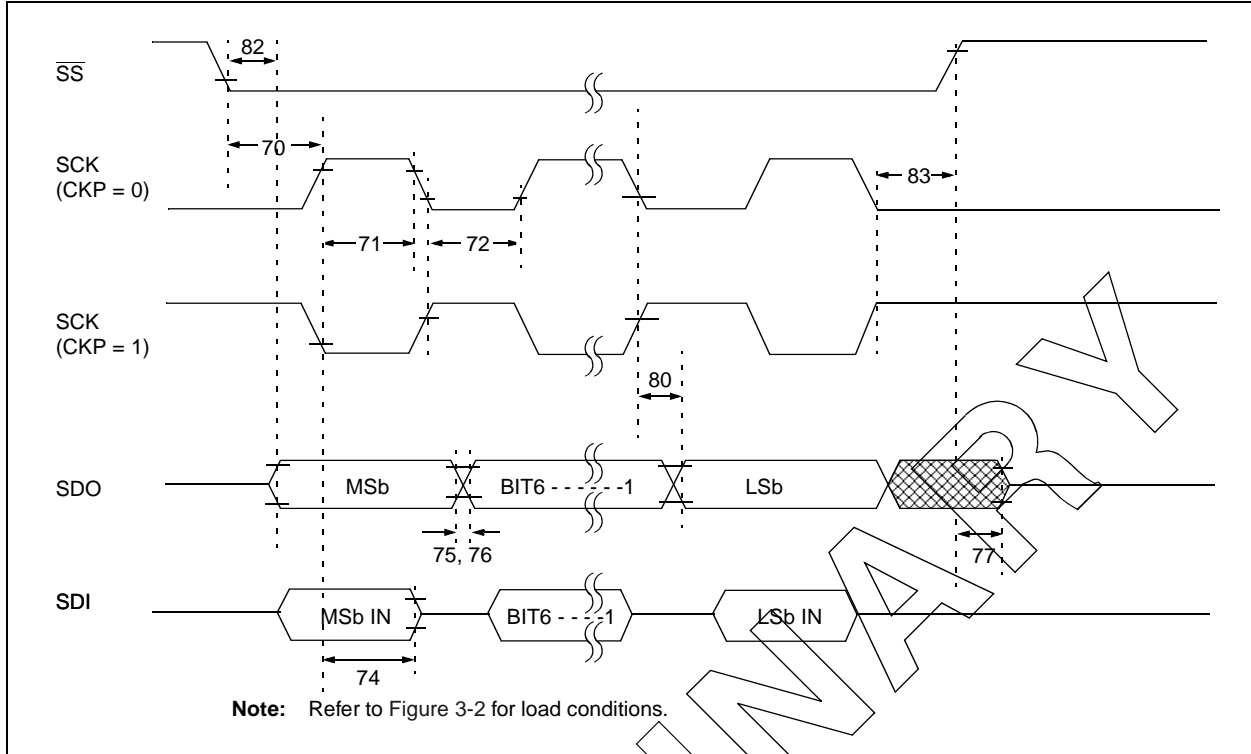 82
SS
70
SCK
(CKP = 0)
83
71
72
SCK
(CKP = 1)
80
SDO
MSb
BIT6 - - - - - -1
LSb
75, 76
77
SDI
MSb IN
BIT6 - - - -1
LSb IN
74
Note: Refer to Figure 3-2 for load conditions.
INARY